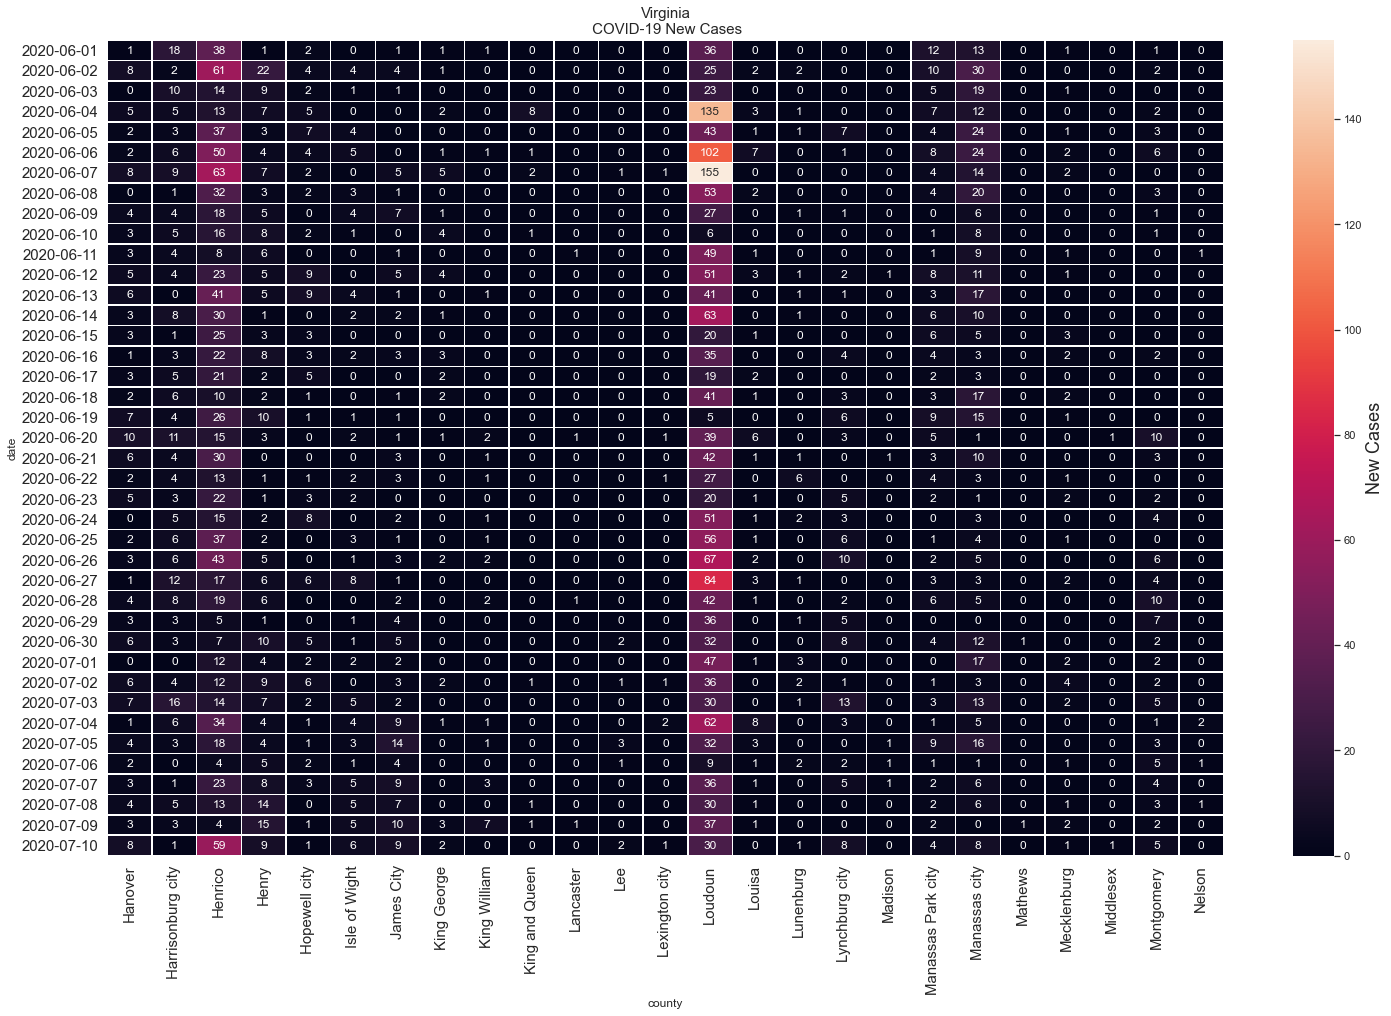 Virginia
COVID-19 New Cases
2020-06-01 1 18 38 1 2 0 1 1 1 0 0 0 0 36 0 0 0 0 12 13 0 1 0 1 0
2020-06-02 8 2 61 22 4 4 4 1 0 0 0 0 0 25 2 2 0 0 10 30 0 0 0 2 0
2020-06-03 0 10 14 9 2 1 1 0 0 0 0 0 0 23 0 0 0 0 5 19 0 1 0 0 0
2020-06-04 5 5 13 7 5 0 0 2 0 8 0 0 0 135 3 1 0 0 7 12 0 0 0 2 0
2020-06-05 2 3 37 3 7 4 0 0 0 0 0 0 0 43 1 1 7 0 4 24 0 1 0 3 0
2020-06-06 2 6 50 4 4 5 0 1 1 1 0 0 0 102 7 0 1 0 8 24 0 2 0 6 0
2020-06-07 8 9 63 7 2 0 5 5 0 2 0 1 1 155 0 0 0 0 4 14 0 2 0 0 0
2020-06-08 0 1 32 3 2 3 1 0 0 0 0 0 0 53 2 0 0 0 4 20 0 0 0 3 0
2020-06-09 4 4 18 5 0 4 7 1 0 0 0 0 0 27 0 1 1 0 0 6 0 0 0 1 0
2020-06-10 3 5 16 8 2 1 0 4 0 1 0 0 0 6 0 0 0 0 1 8 0 0 0 1 0
2020-06-11 3 4 8 6 0 0 1 0 0 0 1 0 0 49 1 0 0 0 1 9 0 1 0 0 1
2020-06-12 5 4 23 5 9 0 5 4 0 0 0 0 0 51 3 1 2 1 8 11 0 1 0 0 0
2020-06-13 6 0 41 5 9 4 1 0 1 0 0 0 0 41 0 1 1 0 3 17 0 0 0 0 0
2020-06-14 3 8 30 1 0 2 2 1 0 0 0 0 0 63 0 1 0 0 6 10 0 0 0 0 0
2020-06-15 3 1 25 3 3 0 0 0 0 0 0 0 0 20 1 0 0 0 6 5 0 3 0 0 0
2020-06-16 1 3 22 8 3 2 3 3 0 0 0 0 0 35 0 0 4 0 4 3 0 2 0 2 0
2020-06-17 3 5 21 2 5 0 0 2 0 0 0 0 0 19 2 0 0 0 2 3 0 0 0 0 0
2020-06-18 2 6 10 2 1 0 1 2 0 0 0 0 0 41 1 0 3 0 3 17 0 2 0 0 0
2020-06-19 7 4 26 10 1 1 1 0 0 0 0 0 0 5 0 0 6 0 9 15 0 1 0 0 0
2020-06-20 10 11 15 3 0 2 1 1 2 0 1 0 1 39 6 0 3 0 5 1 0 0 1 10 0
2020-06-21 6 4 30 0 0 0 3 0 1 0 0 0 0 42 1 1 0 1 3 10 0 0 0 3 0
2020-06-22 2 4 13 1 1 2 3 0 1 0 0 0 1 27 0 6 0 0 4 3 0 1 0 0 0
2020-06-23 5 3 22 1 3 2 0 0 0 0 0 0 0 20 1 0 5 0 2 1 0 2 0 2 0
2020-06-24 0 5 15 2 8 0 2 0 1 0 0 0 0 51 1 2 3 0 0 3 0 0 0 4 0
2020-06-25 2 6 37 2 0 3 1 0 1 0 0 0 0 56 1 0 6 0 1 4 0 1 0 0 0
2020-06-26 3 6 43 5 0 1 3 2 2 0 0 0 0 67 2 0 10 0 2 5 0 0 0 6 0
2020-06-27 1 12 17 6 6 8 1 0 0 0 0 0 0 84 3 1 0 0 3 3 0 2 0 4 0
2020-06-28 4 8 19 6 0 0 2 0 2 0 1 0 0 42 1 0 2 0 6 5 0 0 0 10 0
2020-06-29 3 3 5 1 0 1 4 0 0 0 0 0 0 36 0 1 5 0 0 0 0 0 0 7 0
2020-06-30 6 3 7 10 5 1 5 0 0 0 0 2 0 32 0 0 8 0 4 12 1 0 0 2 0
2020-07-01 0 0 12 4 2 2 2 0 0 0 0 0 0 47 1 3 0 0 0 17 0 2 0 2 0
2020-07-02 6 4 12 9 6 0 3 2 0 1 0 1 1 36 0 2 1 0 1 3 0 4 0 2 0
2020-07-03 7 16 14 7 2 5 2 0 0 0 0 0 0 30 0 1 13 0 3 13 0 2 0 5 0
2020-07-04 1 6 34 4 1 4 9 1 1 0 0 0 2 62 8 0 3 0 1 5 0 0 0 1 2
2020-07-05 4 3 18 4 1 3 14 0 1 0 0 3 0 32 3 0 0 1 9 16 0 0 0 3 0
2020-07-06 2 0 4 5 2 1 4 0 0 0 0 1 0 9 1 2 2 1 1 1 0 1 0 5 1
2020-07-07 3 1 23 8 3 5 9 0 3 0 0 0 0 36 1 0 5 1 2 6 0 0 0 4 0
2020-07-08 4 5 13 14 0 5 7 0 0 1 0 0 0 30 1 0 0 0 2 6 0 1 0 3 1
2020-07-09 3 3 4 15 1 5 10 3 7 1 1 0 0 37 1 0 0 0 2 0 1 2 0 2 0
2020-07-10 8 1 59 9 1 6 9 2 0 0 0 2 1 30 0 1 8 0 4 8 0 1 1 5 0
date
Hanover
Harrisonburg city
Henrico
Henry
Hopewell city
Isle of Wight
James City
King George
King William
King and Queen
Lancaster
Lee
Lexington city
Loudoun
Louisa
Lunenburg
Lynchburg city
Madison
Manassas Park city
Manassas city
Mathews
Mecklenburg
Middlesex
Montgomery
Nelson
county
140
120
100
80
60
40
20
0
New Cases